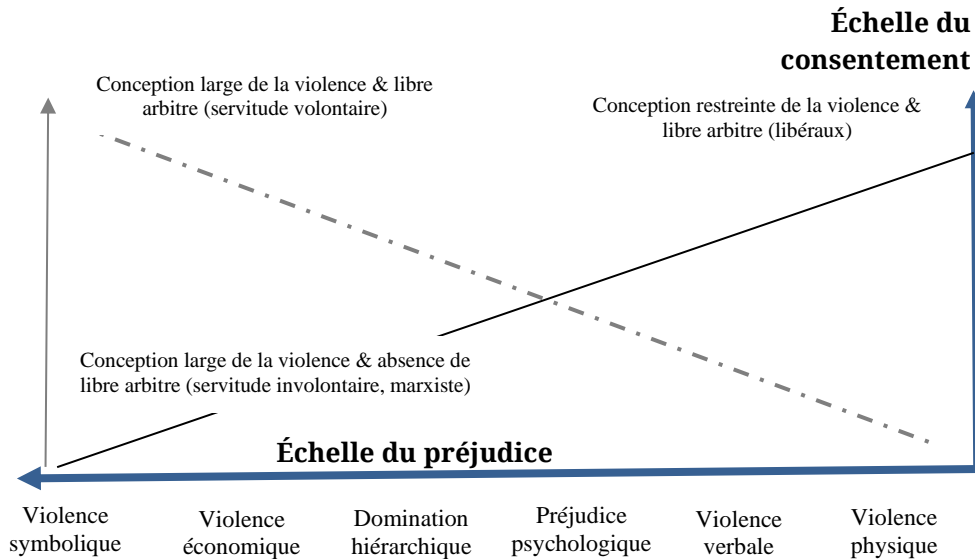 Échelle du
consentement
Conception large de la violence & libre
arbitre (servitude volontaire)
Conception restreinte de la violence &
libre arbitre (libéraux)
Conception large de la violence & absence de
libre arbitre (servitude involontaire, marxiste)
Échelle du préjudice
Violence
symbolique
Violence
économique
Domination
hiérarchique
Préjudice
psychologique
Violence
verbale
Violence
physique